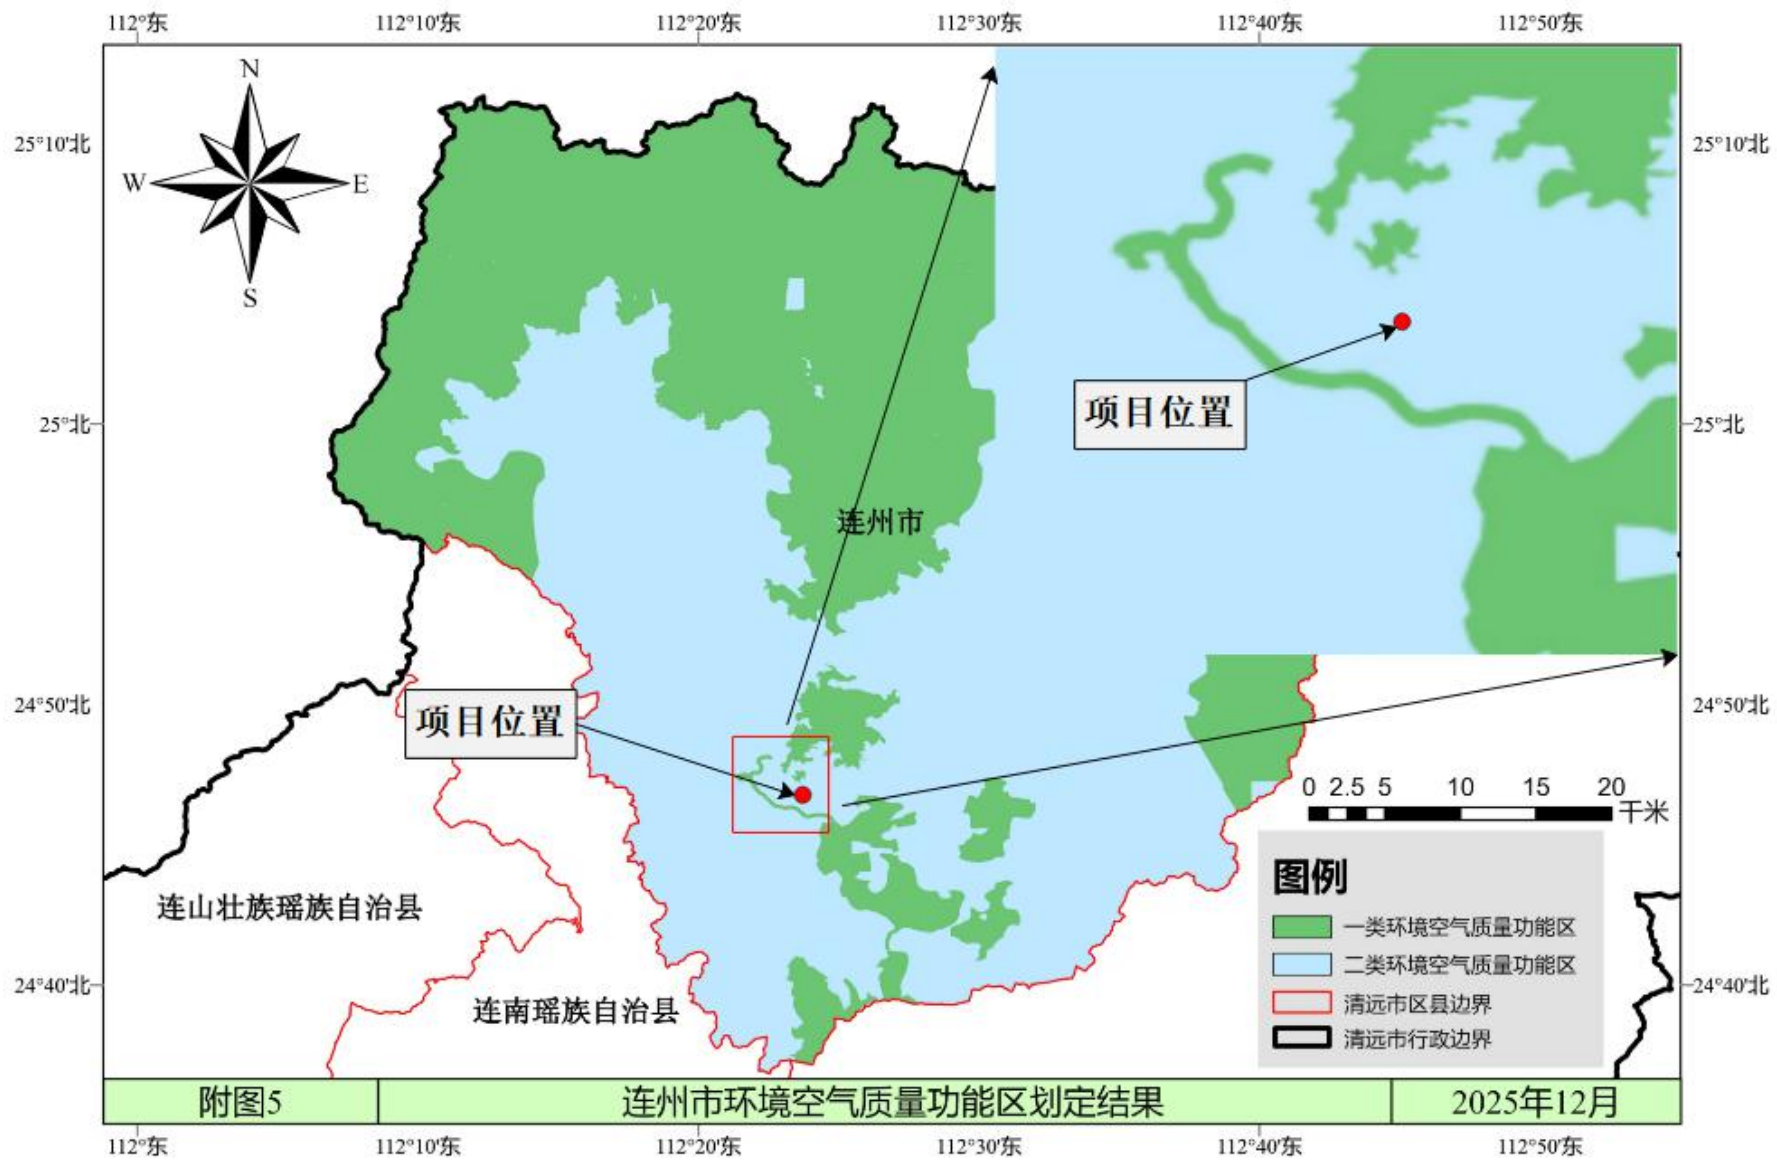 112°东 112°10'东 112°20'东 112°30'东 112°40'东 112°50'东
N
W E
S
25°10'北 25°10'北
25°北 25°北
24°50'北 24°50'北
24°40'北 24°40'北
项目位置
连州市
项目位置
连山壮族瑶族自治县
连南瑶族自治县
0 2.5 5 10 15 20
千米
图例
一类环境空气质量功能区
二类环境空气质量功能区
清远市区县边界
清远市行政边界
附图5 连州市环境空气质量功能区划定结果 2025年12月
112°东 112°10'东 112°20'东 112°30'东 112°40'东 112°50'东